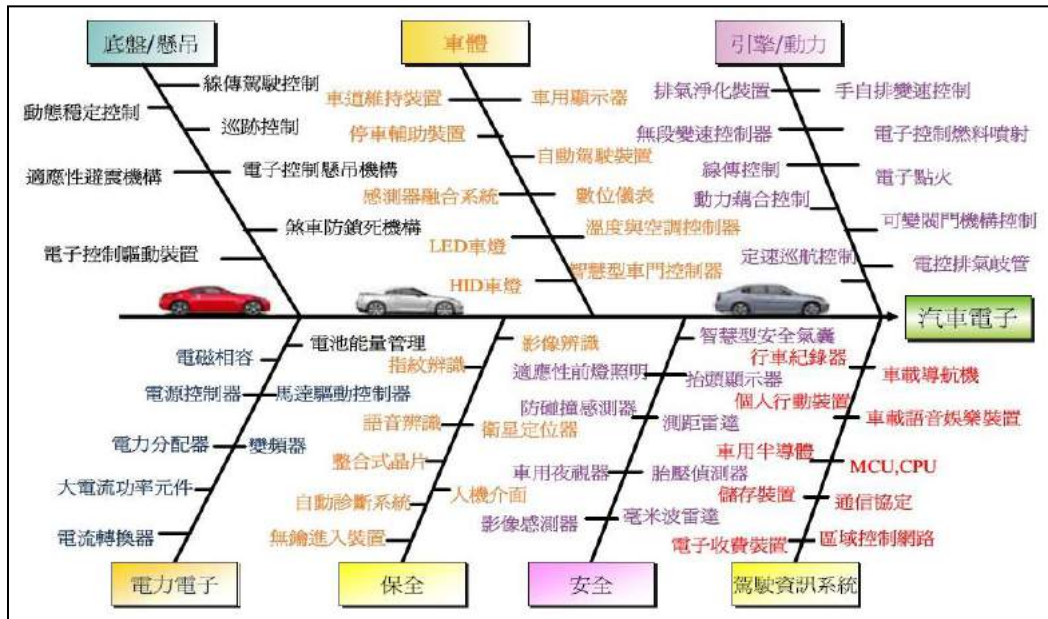 底盤/懸吊
車體
引擎/動力
線傳駕駛控制
動態穩定控制
巡跡控制
電子控制懸吊機構
適應性避震機構
煞車防鎖死機構
電子控制驅動裝置
車道維持裝置
車用顯示器
停車輔助裝置
自動駕駛裝置
感測器融合系統
數位儀表
溫度與空調控制器
LED車燈
智慧型車門控制器
HID車燈
排氣淨化裝置
手自排變速控制
無段變速控制器
電子控制燃料噴射
線傳控制
電子點火
動力耦合控制
可變閥門機構控制
定速巡航控制
電控排氣岐管
汽車電子
電池能量管理
電磁相容
電源控制器
馬達驅動控制器
電力分配器
變頻器
大電流功率元件
電流轉換器
影像辨識
指紋辨識
語音辨識
衛星定位器
整合式晶片
人機介面
自動診斷系統
無鑰進入裝置
智慧型安全氣囊
適應性前燈照明
抬頭顯示器
防碰撞感測器
測距雷達
車用夜視器
胎壓偵測器
影像感測器
毫米波雷達
行車紀錄器
車載導航機
個人行動裝置
車載語音娛樂裝置
車用半導體
MCU,CPU
儲存裝置
通信協定
電子收費裝置
區域控制網路
電力電子
保全
安全
駕駛資訊系統